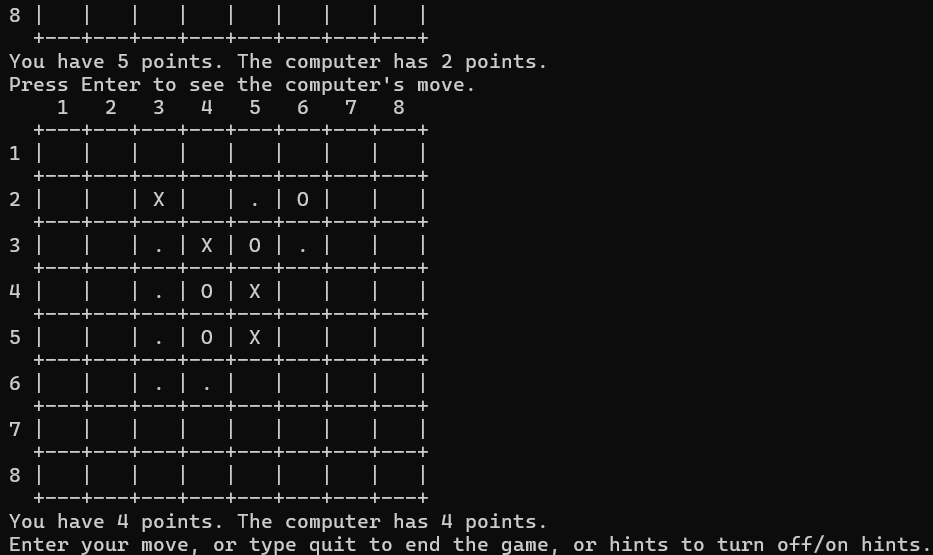 8 |   |   |   |   |   |   |   |   |
  +---+---+---+---+---+---+---+---+
You have 5 points. The computer has 2 points.
Press Enter to see the computer's move.
    1   2   3   4   5   6   7   8
  +---+---+---+---+---+---+---+---+
1 |   |   |   |   |   |   |   |   |
  +---+---+---+---+---+---+---+---+
2 |   |   | X |   | . | O |   |   |
  +---+---+---+---+---+---+---+---+
3 |   |   | . | X | O | . |   |   |
  +---+---+---+---+---+---+---+---+
4 |   |   | . | O | X |   |   |   |
  +---+---+---+---+---+---+---+---+
5 |   |   | . | O | X |   |   |   |
  +---+---+---+---+---+---+---+---+
6 |   |   | . | . |   |   |   |   |
  +---+---+---+---+---+---+---+---+
7 |   |   |   |   |   |   |   |   |
  +---+---+---+---+---+---+---+---+
8 |   |   |   |   |   |   |   |   |
  +---+---+---+---+---+---+---+---+
You have 4 points. The computer has 4 points.
Enter your move, or type quit to end the game, or hints to turn off/on hints.